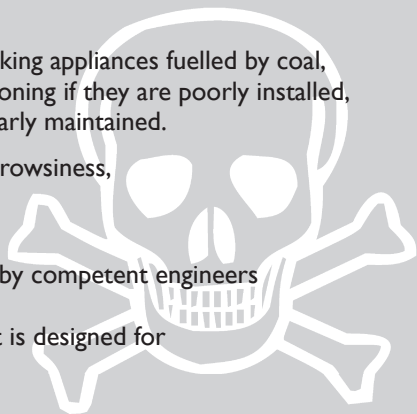 king appliances fuelled by coal,
oning if they are poorly installed,
arly maintained.
rowsiness,
by competent engineers
t is designed for